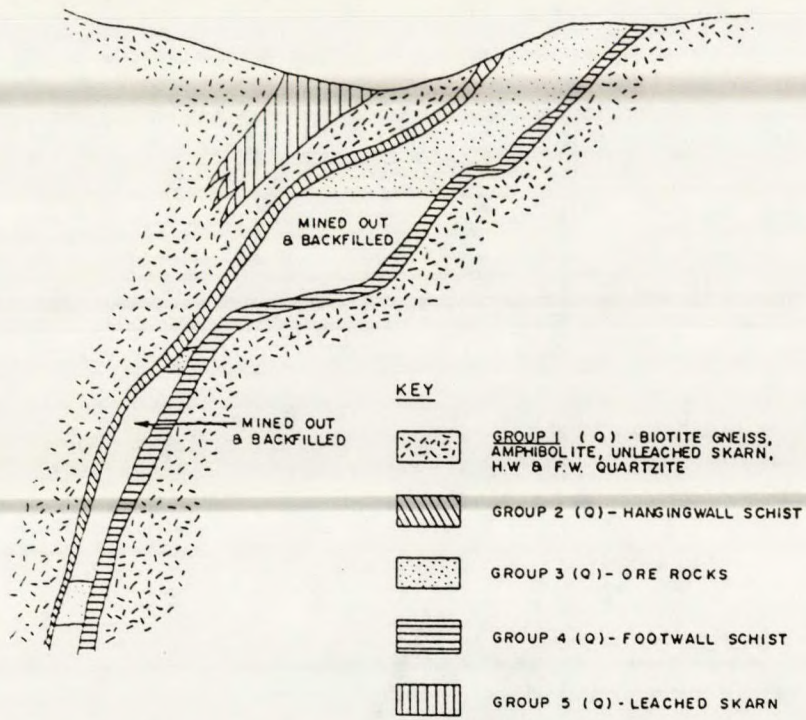 MINED OUT
& BACKFILLED
MINED OUT
& BACKFILLED
KEY
GROUP 1 (Q) - BIOTITE GNEISS,
AMPHIBOLITE, UNLEACHED SKARN,
H.W & F.W. QUARTZITE
GROUP 2 (Q) - HANGINGWALL SCHIST
GROUP 3 (Q) - ORE ROCKS
GROUP 4 (Q) - FOOTWALL SCHIST
GROUP 5 (Q) - LEACHED SKARN